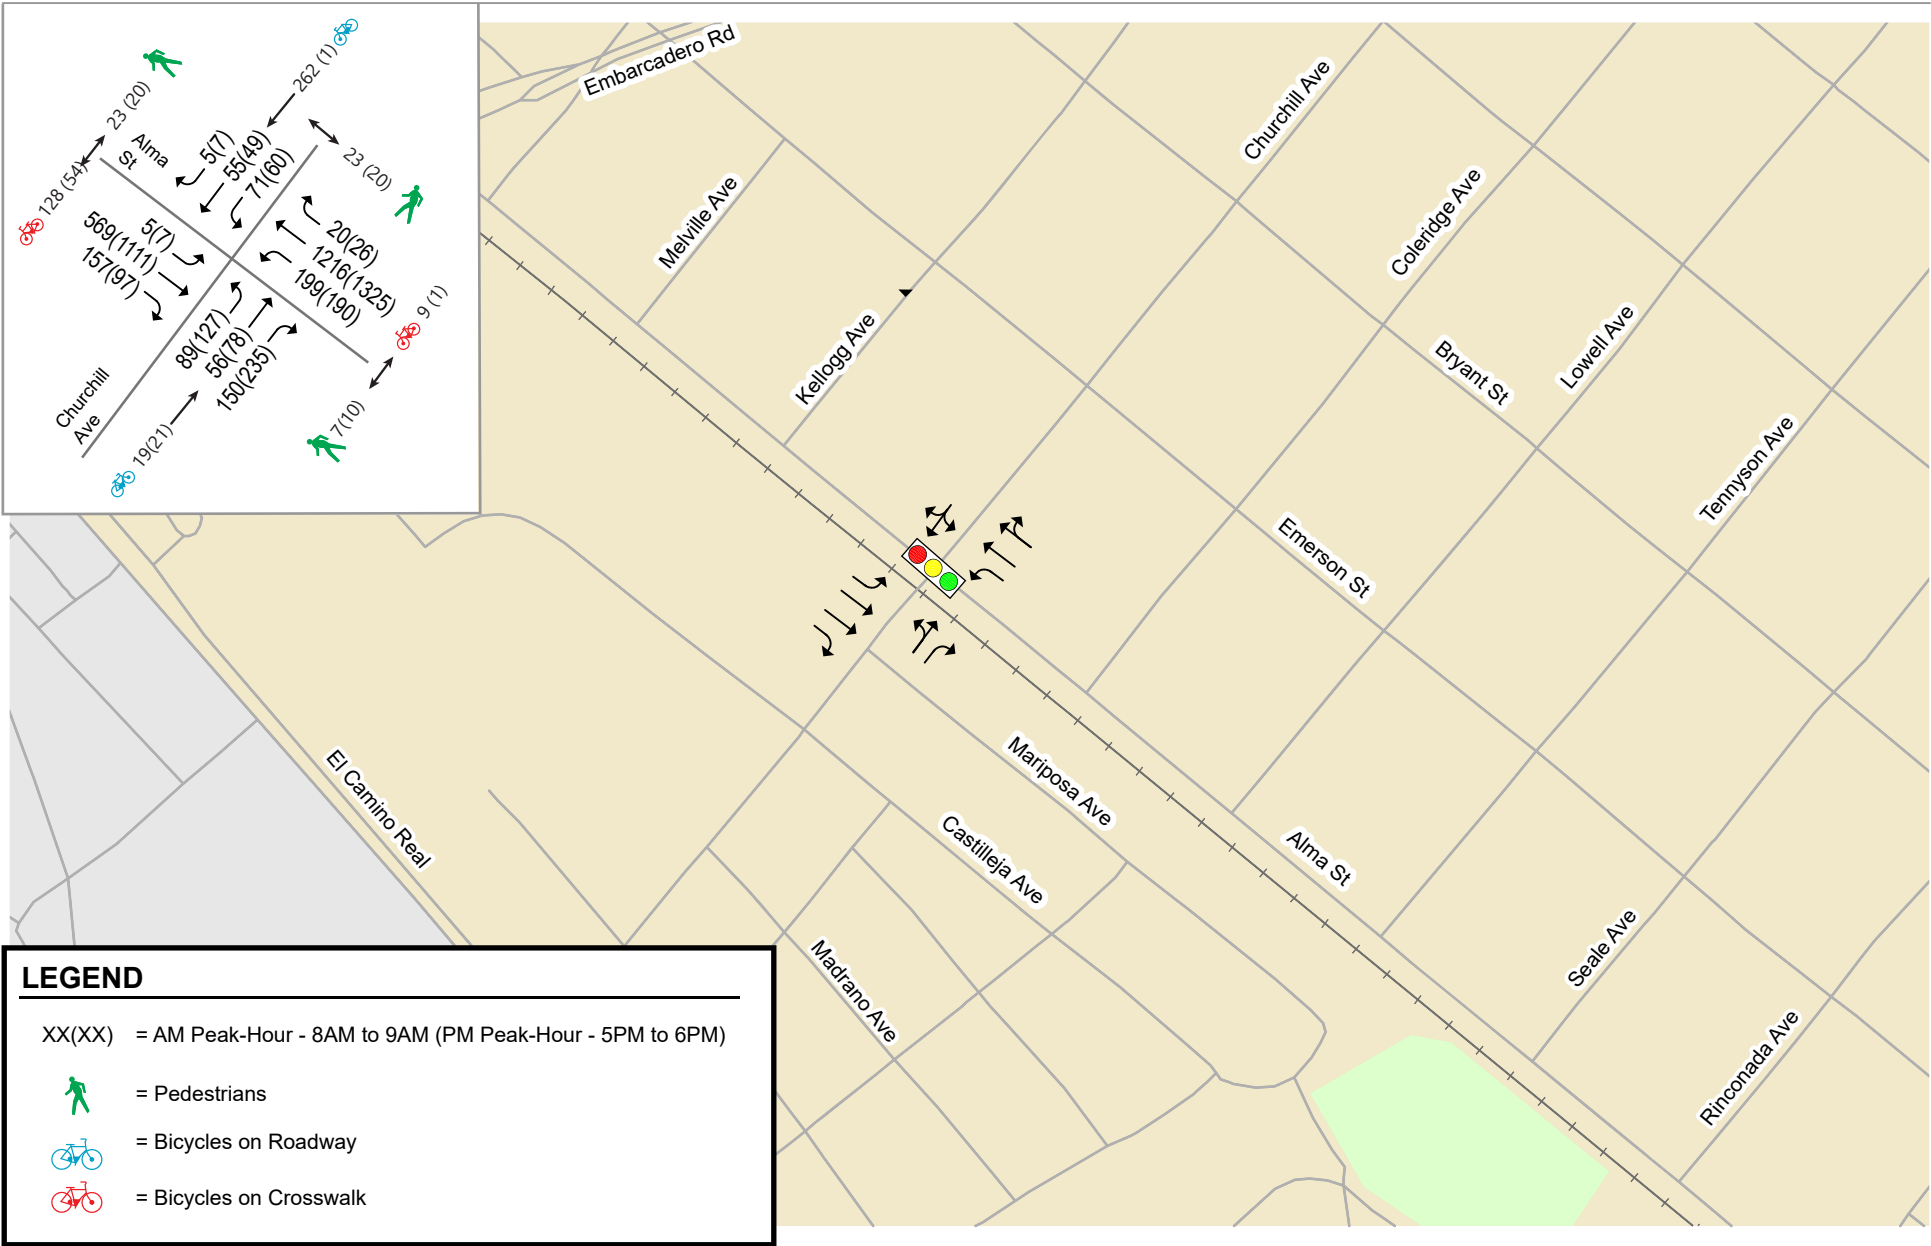 262 (1)
23 (20)
Alma
St
5(7)
55(49)
71(60)
23 (20)
128 (54)
5(7)
569(1111)
157(97)
20(26)
1216(1325)
199(190)
9 (1)
89(127)
56(78)
150(235)
Churchill
Ave
19(21)
7(10)
Embarcadero Rd
Churchill Ave
Melville Ave
Coleridge Ave
Kellogg Ave
Lowell Ave
Bryant St
Tennyson Ave
Emerson St
El Camino Real
Mariposa Ave
Castilleja Ave
Alma St
Madrano Ave
Seale Ave
Rinconada Ave
LEGEND
XX(XX) = AM Peak-Hour - 8AM to 9AM (PM Peak-Hour - 5PM to 6PM)
= Pedestrians
= Bicycles on Roadway
= Bicycles on Crosswalk